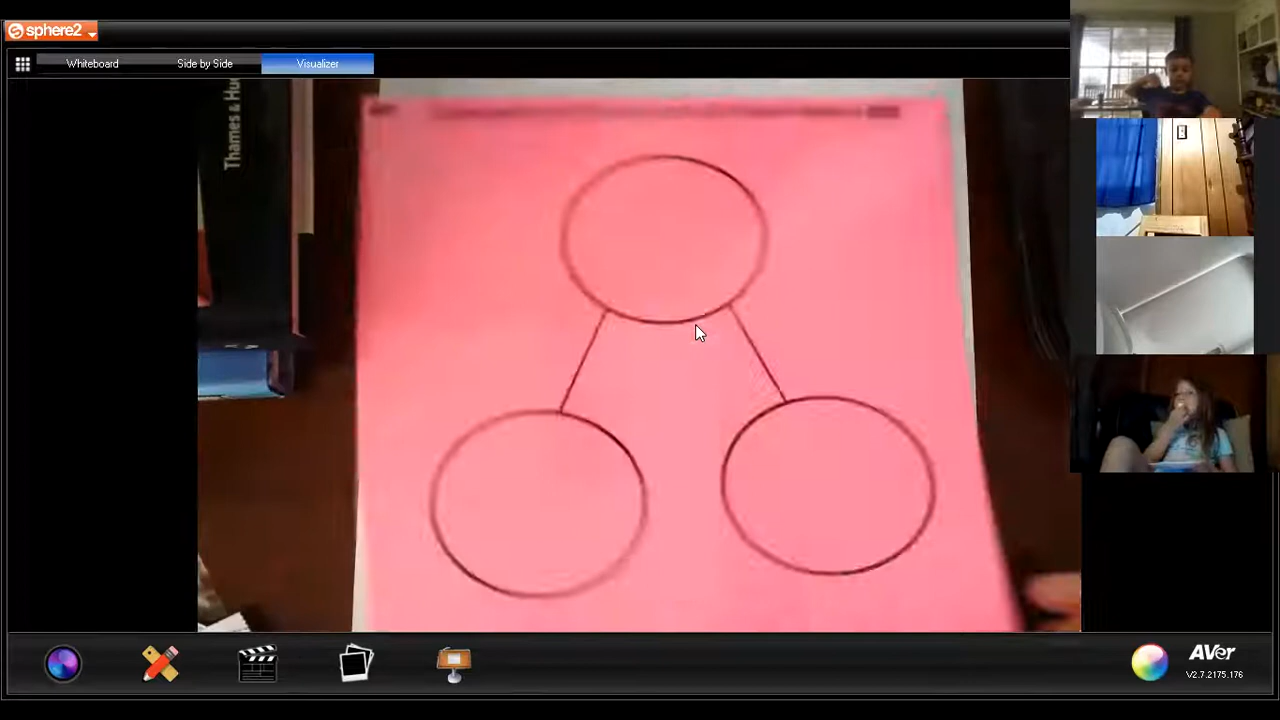 sphere2
Whiteboard
Side by Side
Visualizer
Thames & Hu
AVer
V2.7.2175.176